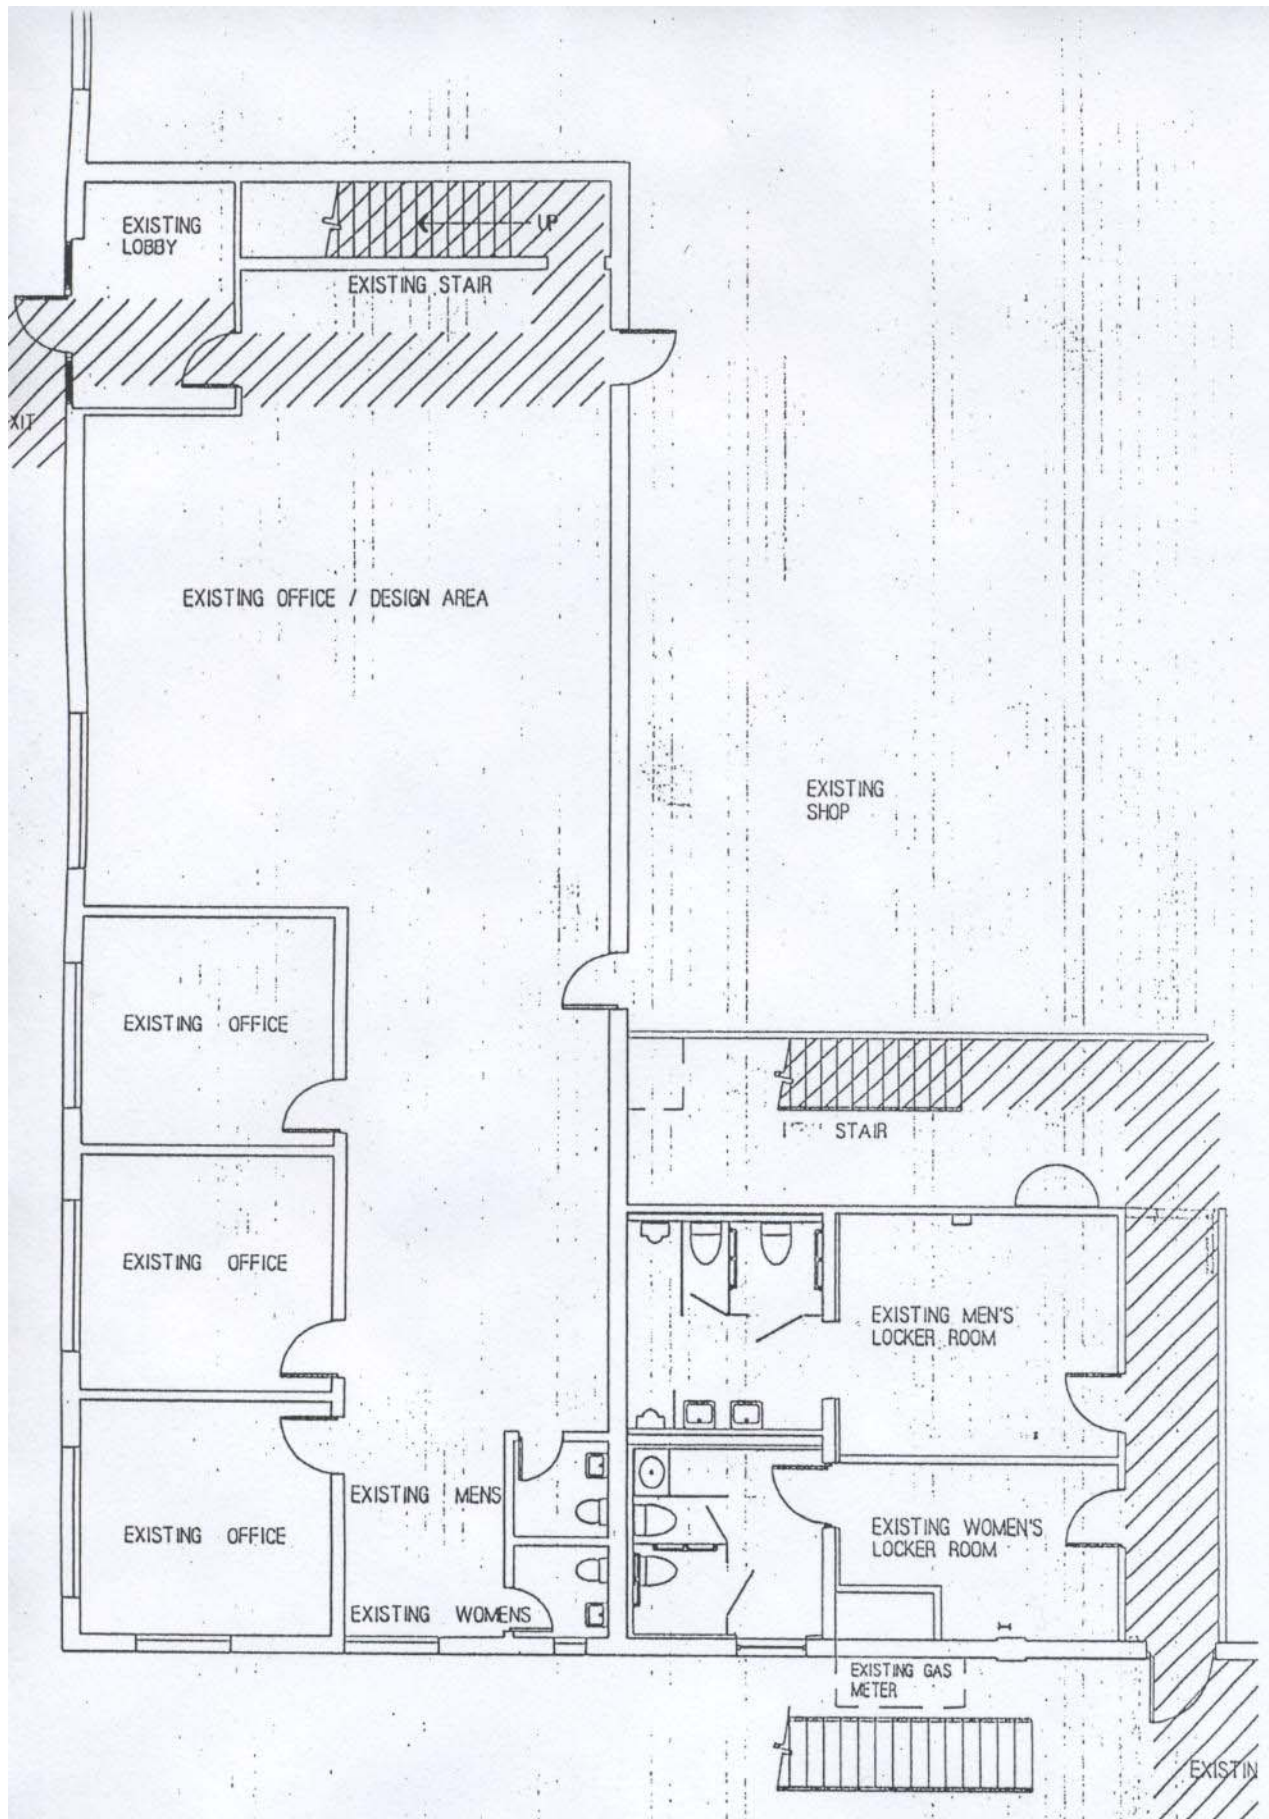 EXISTING
LOBBY
UP
EXISTING STAIR
XIT
EXISTING OFFICE / DESIGN AREA
EXISTING
SHOP
EXISTING OFFICE
STAIR
EXISTING OFFICE
EXISTING MEN'S
LOCKER ROOM
EXISTING MENS
EXISTING OFFICE
EXISTING WOMEN'S
LOCKER ROOM
EXISTING WOMENS
EXISTING GAS
METER
EXISTIN